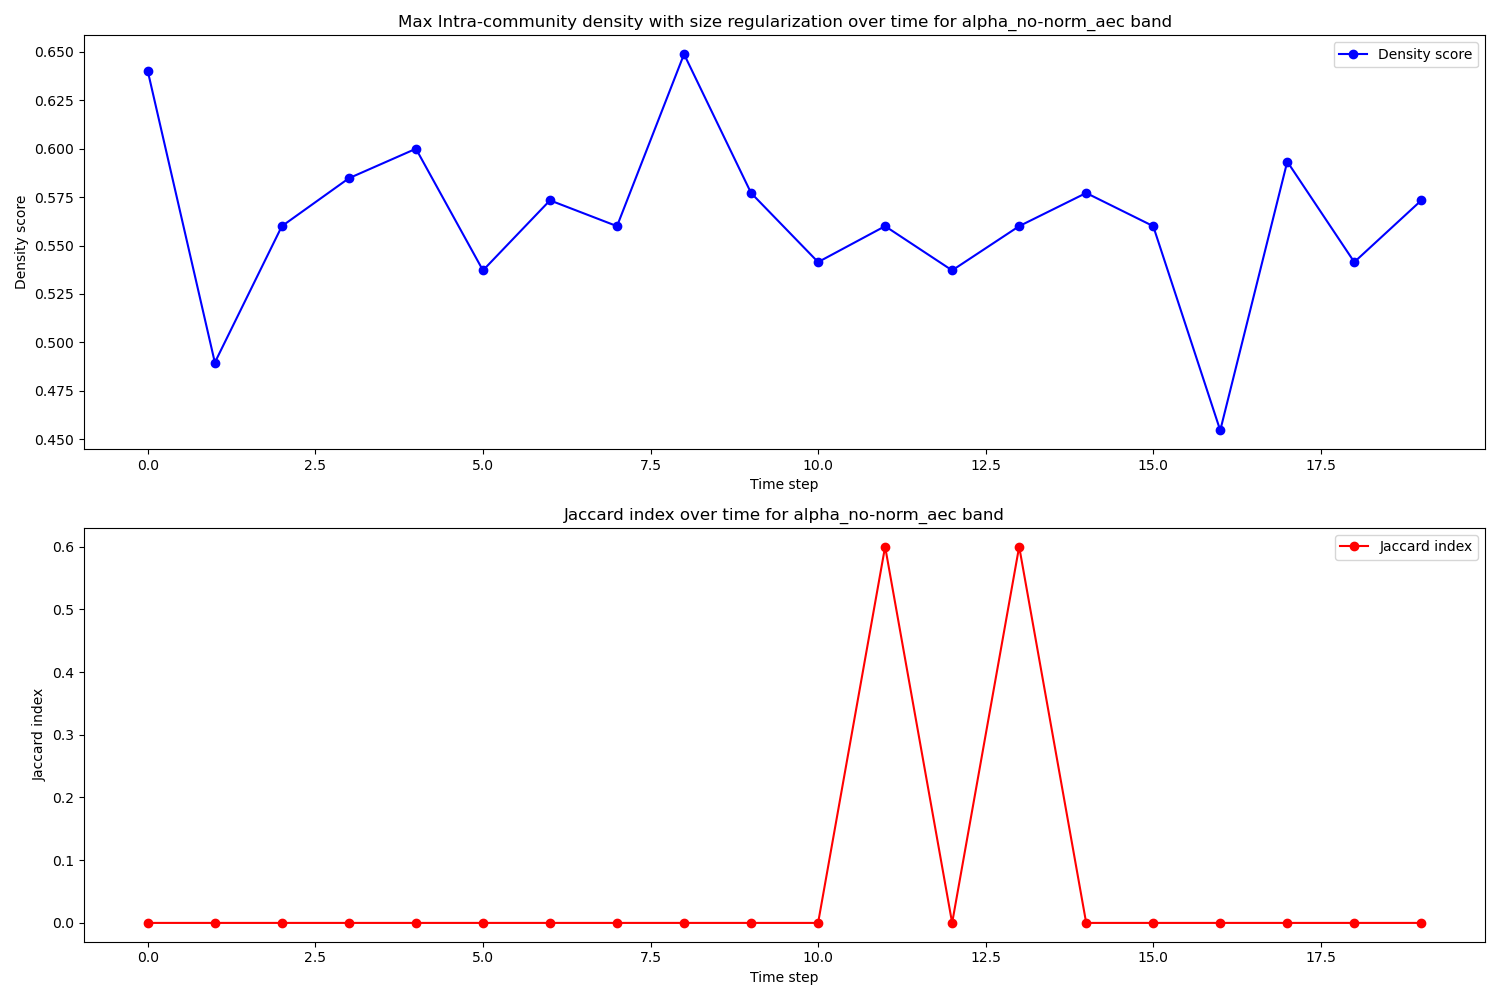 Max Intra-community density with size regularization over time for alpha_no-norm_aec band
Density score
0.650
0.625
0.600
0.575
0.550
0.525
0.500
0.475
0.450
Density score
0.0 2.5 5.0 7.5 10.0 12.5 15.0 17.5
Time step
Jaccard index over time for alpha_no-norm_aec band
Jaccard index
0.6
0.5
0.4
0.3
0.2
0.1
0.0
Jaccard index
0.0 2.5 5.0 7.5 10.0 12.5 15.0 17.5
Time step